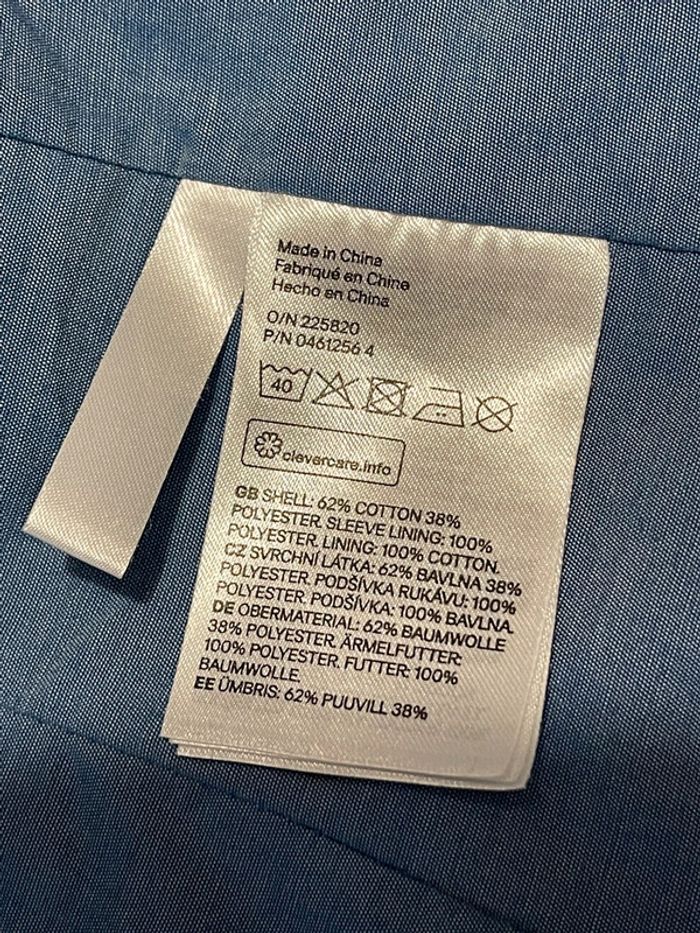 Made in China
Fabriqué en Chine
Hecho en China
O/N 225820
P/N 0461256 4
40
clevercare.info
GB SHELL: 62% COTTON 38%
POLYESTER. SLEEVE LINING: 100%
POLYESTER. LINING: 100% COTTON.
CZ SVRCHNÍ LÁTKA: 62% BAVLNA 38%
POLYESTER. PODŠÍVKA RUKÁVU: 100%
POLYESTER. PODŠÍVKA: 100% BAVLNA.
DE OBERMATERIAL: 62% BAUMWOLLE
38% POLYESTER. ÄRMELFUTTER:
100% POLYESTER. FUTTER: 100%
BAUMWOLLE.
EE ÜMBRIS: 62% PUUVILL 38%